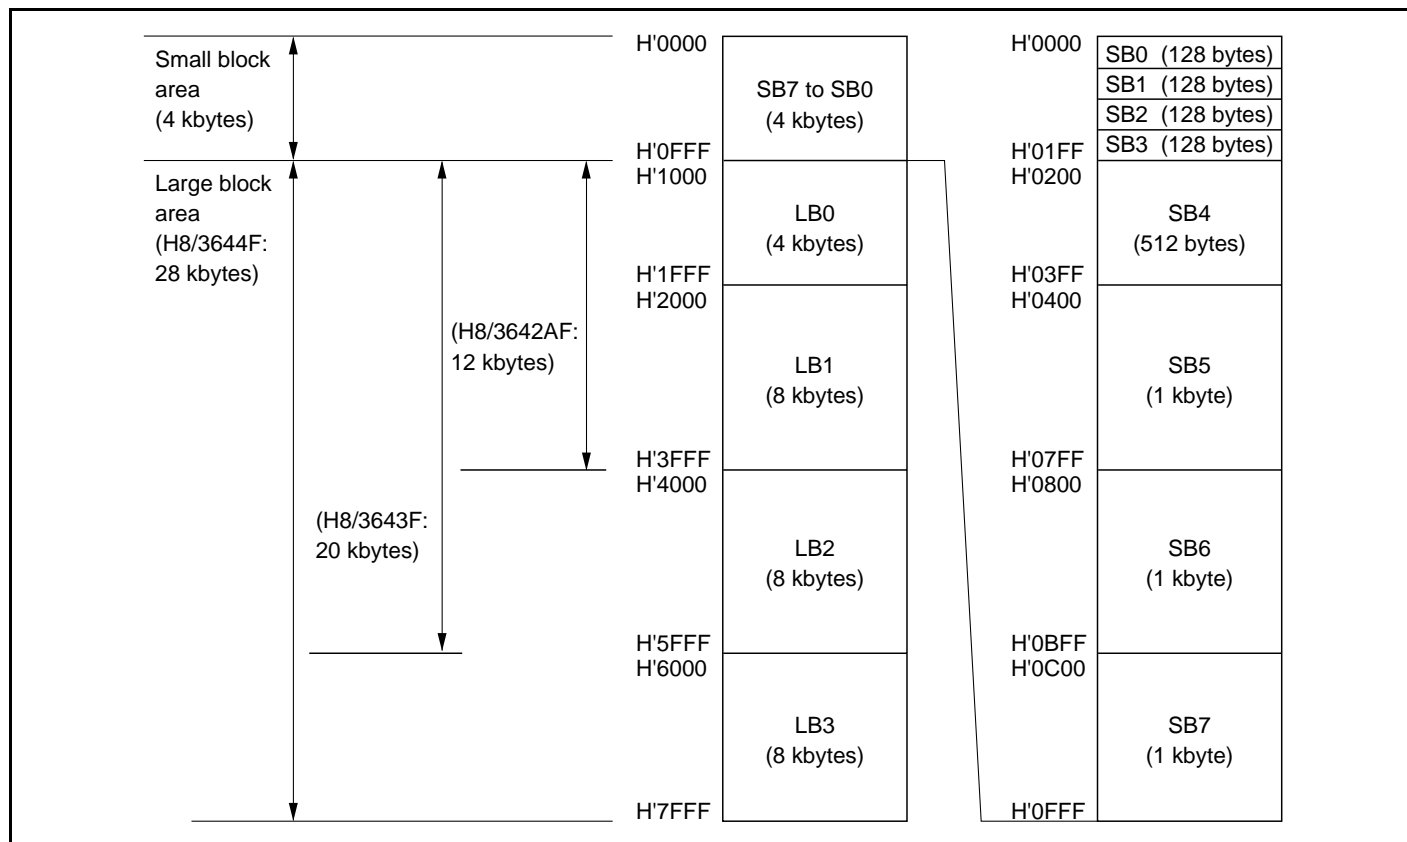 Small block
area
(4 kbytes)
Large block
area
(H8/3644F:
28 kbytes)
(H8/3642AF:
12 kbytes)
(H8/3643F:
20 kbytes)
H'0000
SB7 to SB0
(4 kbytes)
H'0FFF
H'1000
LB0
(4 kbytes)
H'1FFF
H'2000
LB1
(8 kbytes)
H'3FFF
H'4000
LB2
(8 kbytes)
H'5FFF
H'6000
LB3
(8 kbytes)
H'7FFF
H'0000
SB0 (128 bytes)
SB1 (128 bytes)
SB2 (128 bytes)
SB3 (128 bytes)
H'01FF
H'0200
SB4
(512 bytes)
H'03FF
H'0400
SB5
(1 kbyte)
H'07FF
H'0800
SB6
(1 kbyte)
H'0BFF
H'0C00
SB7
(1 kbyte)
H'0FFF